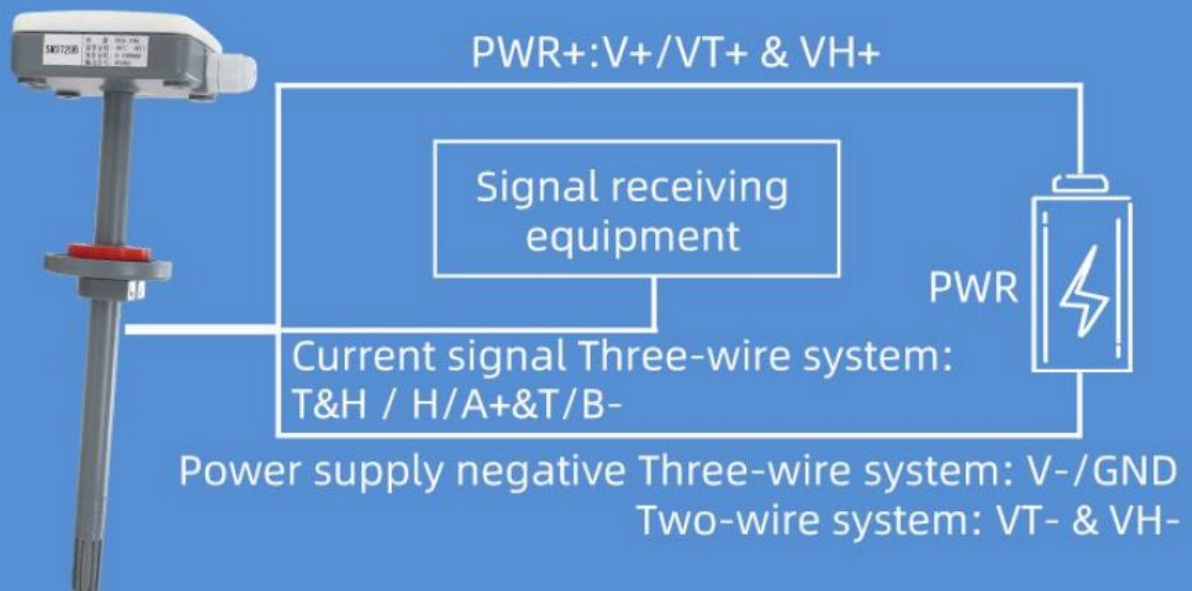 SM3720B
PWR+:V+/VT+ & VH+
Signal receiving
equipment
PWR
Current signal Three-wire system:
T&H / H/A+&T/B-
Power supply negative Three-wire system: V-/GND
Two-wire system: VT- & VH-